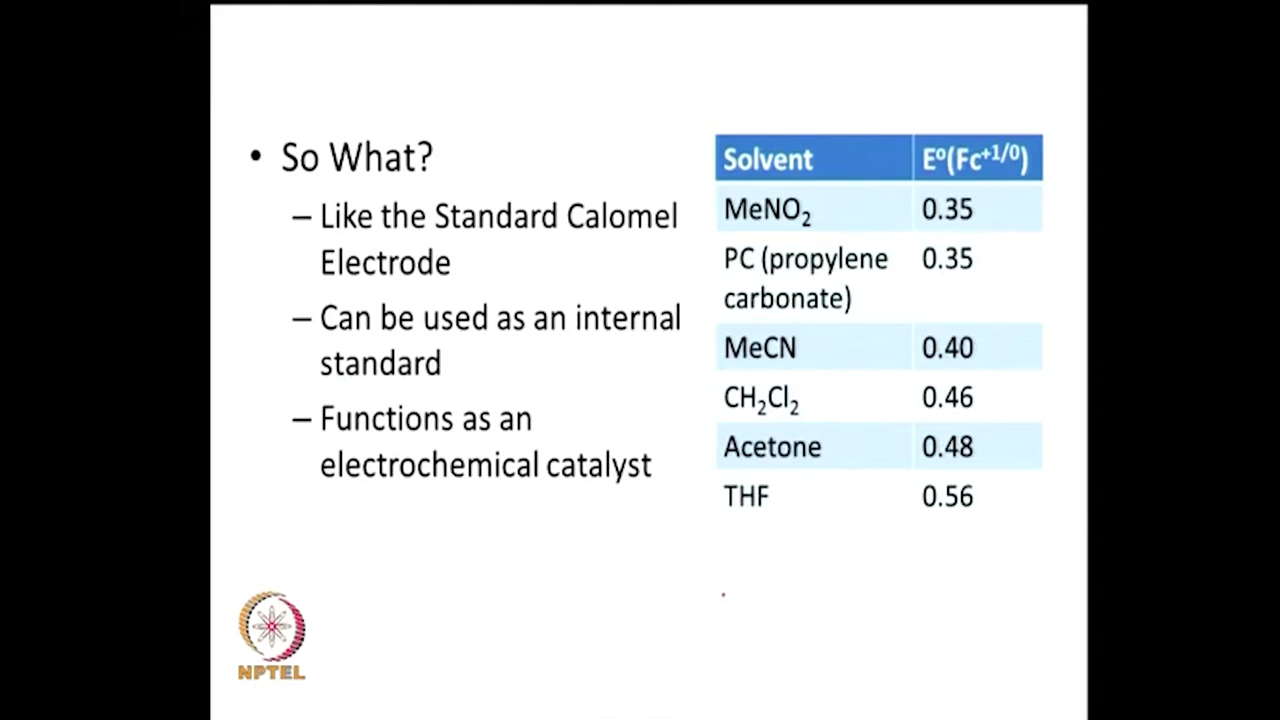 • So What?
– Like the Standard Calomel
Electrode
– Can be used as an internal
standard
– Functions as an
electrochemical catalyst
Solvent E⁰(Fc⁺¹/⁰)
MeNO₂ 0.35
PC (propylene 0.35
carbonate)
MeCN 0.40
CH₂Cl₂ 0.46
Acetone 0.48
THF 0.56
NPTEL